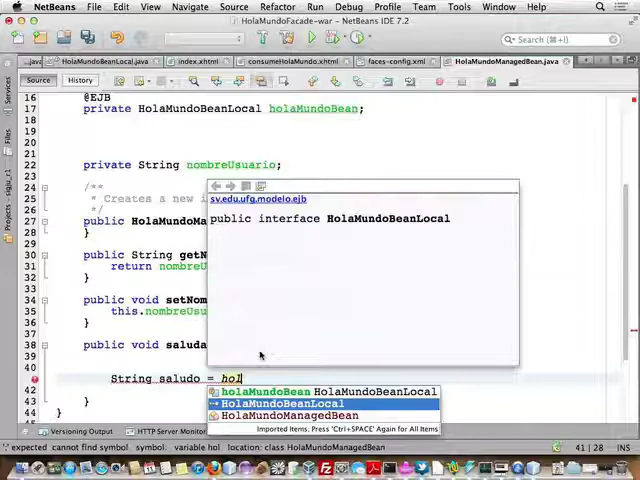 NetBeans File Edit View Navigate Source Refactor Run Debug Profile Team Tools Window
HolaMundoFacade-war - NetBeans IDE 7.2
Search (⌘+I)
...java HolaMundoBeanLocal.java index.xhtml consumeHolaMundo.xhtml faces-config.xml HolaMundoManagedBean.java
Source History
Services
Files
Projects - sigiu_r1
16 @EJB
17 private HolaMundoBeanLocal holaMundoBean;
18
19
20
21
22 private String nombreUsuario;
23
24 /**
25 * Creates a new i
26 */
27 public HolaMundoMa
28 }
29
30 public String getN
31 return nombreU
32 }
33
34 public void setNom
35 this.nombreUsu
36 }
37
38 public void saluda
39
40
String saludo = hol
42
43 }
44 }
sv.edu.ufg.modelo.ejb
public interface HolaMundoBeanLocal
holaMundoBean HolaMundoBeanLocal
HolaMundoBeanLocal
HolaMundoManagedBean
Imported Items; Press 'Ctrl+SPACE' Again for All Items
Versioning Output HTTP Server Monitor
';' expected cannot find symbol symbol: variable hol location: class HolaMundoManagedBean
41 | 28 INS